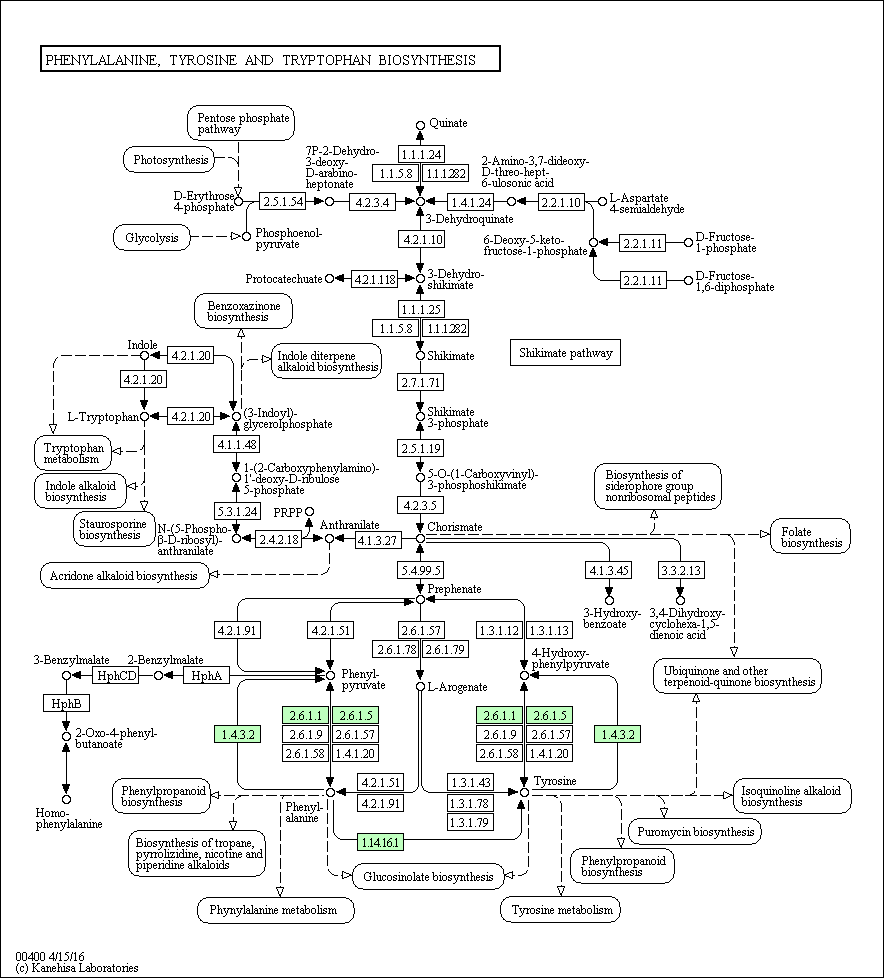 PHENYLALANINE, TYROSINE AND TRYPTOPHAN BIOSYNTHESIS
Pentose phosphate
pathway
Photosynthesis
Quinate
7P-2-Dehydro-
3-deoxy-
D-arabino-
heptonate
1.1.1.24
1.1.5.8
1.1.1.282
2-Amino-3,7-dideoxy-
D-threo-hept-
6-ulosonic acid
D-Erythrose
4-phosphate
2.5.1.54
4.2.3.4
1.4.1.24
2.2.1.10
L-Aspartate
4-semialdehyde
3-Dehydroquinate
Glycolysis
Phosphoenol-
pyruvate
4.2.1.10
6-Deoxy-5-keto-
fructose-1-phosphate
2.2.1.11
D-Fructose-
1-phosphate
Protocatechuate
4.2.1.118
3-Dehydro-
shikimate
2.2.1.11
D-Fructose-
1,6-diphosphate
Benzoxazinone
biosynthesis
1.1.1.25
1.1.5.8
1.1.1.282
Indole
4.2.1.20
Indole diterpene
alkaloid biosynthesis
Shikimate
Shikimate pathway
4.2.1.20
2.7.1.71
L-Tryptophan
4.2.1.20
(3-Indoyl)-
glycerolphosphate
Shikimate
3-phosphate
Tryptophan
metabolism
4.1.1.48
2.5.1.19
Indole alkaloid
biosynthesis
1-(2-Carboxyphenylamino)-
1'-deoxy-D-ribulose
5-phosphate
5-O-(1-Carboxyvinyl)-
3-phosphoshikimate
Biosynthesis of
siderophore group
nonribosomal peptides
Staurosporine
biosynthesis
5.3.1.24
PRPP
4.2.3.5
N-(5-Phospho-
β-D-ribosyl)-
anthranilate
2.4.2.18
Anthranilate
4.1.3.27
Chorismate
Folate
biosynthesis
Acridone alkaloid biosynthesis
5.4.99.5
4.1.3.45
3.3.2.13
Prephenate
3-Hydroxy-
benzoate
3,4-Dihydroxy-
cyclohexa-1,5-
dienoic acid
4.2.1.91
4.2.1.51
2.6.1.57
2.6.1.78
2.6.1.79
1.3.1.12
1.3.1.13
3-Benzylmalate
2-Benzylmalate
HphCD
HphA
Phenyl-
pyruvate
4-Hydroxy-
phenylpyruvate
Ubiquinone and other
terpenoid-quinone biosynthesis
L-Arogenate
HphB
2-Oxo-4-phenyl-
butanoate
1.4.3.2
2.6.1.1
2.6.1.5
2.6.1.9
2.6.1.57
2.6.1.58
1.4.1.20
2.6.1.1
2.6.1.5
2.6.1.9
2.6.1.57
2.6.1.58
1.4.1.20
1.4.3.2
Homo-
phenylalanine
Phenylpropanoid
biosynthesis
Phenyl-
alanine
4.2.1.51
4.2.1.91
1.3.1.43
1.3.1.78
1.3.1.79
Tyrosine
Isoquinoline alkaloid
biosynthesis
Puromycin biosynthesis
Biosynthesis of tropane,
pyrrolizidine, nicotine and
piperidine alkaloids
1.14.16.1
Phenylpropanoid
biosynthesis
Glucosinolate biosynthesis
Phynylalanine metabolism
Tyrosine metabolism
00400 4/15/16
(c) Kanehisa Laboratories